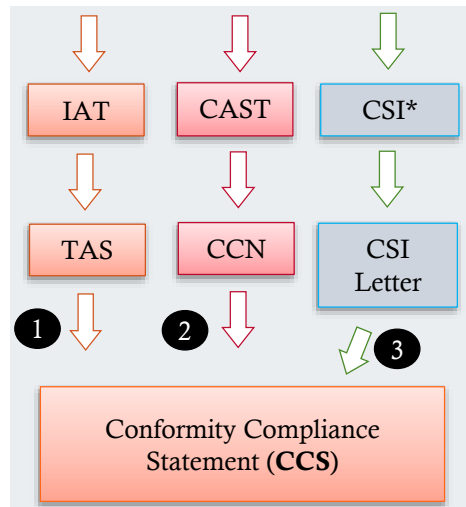 IAT
CAST
CSI*
TAS
CCN
CSI
Letter
1
2
3
Conformity Compliance
Statement (CCS)